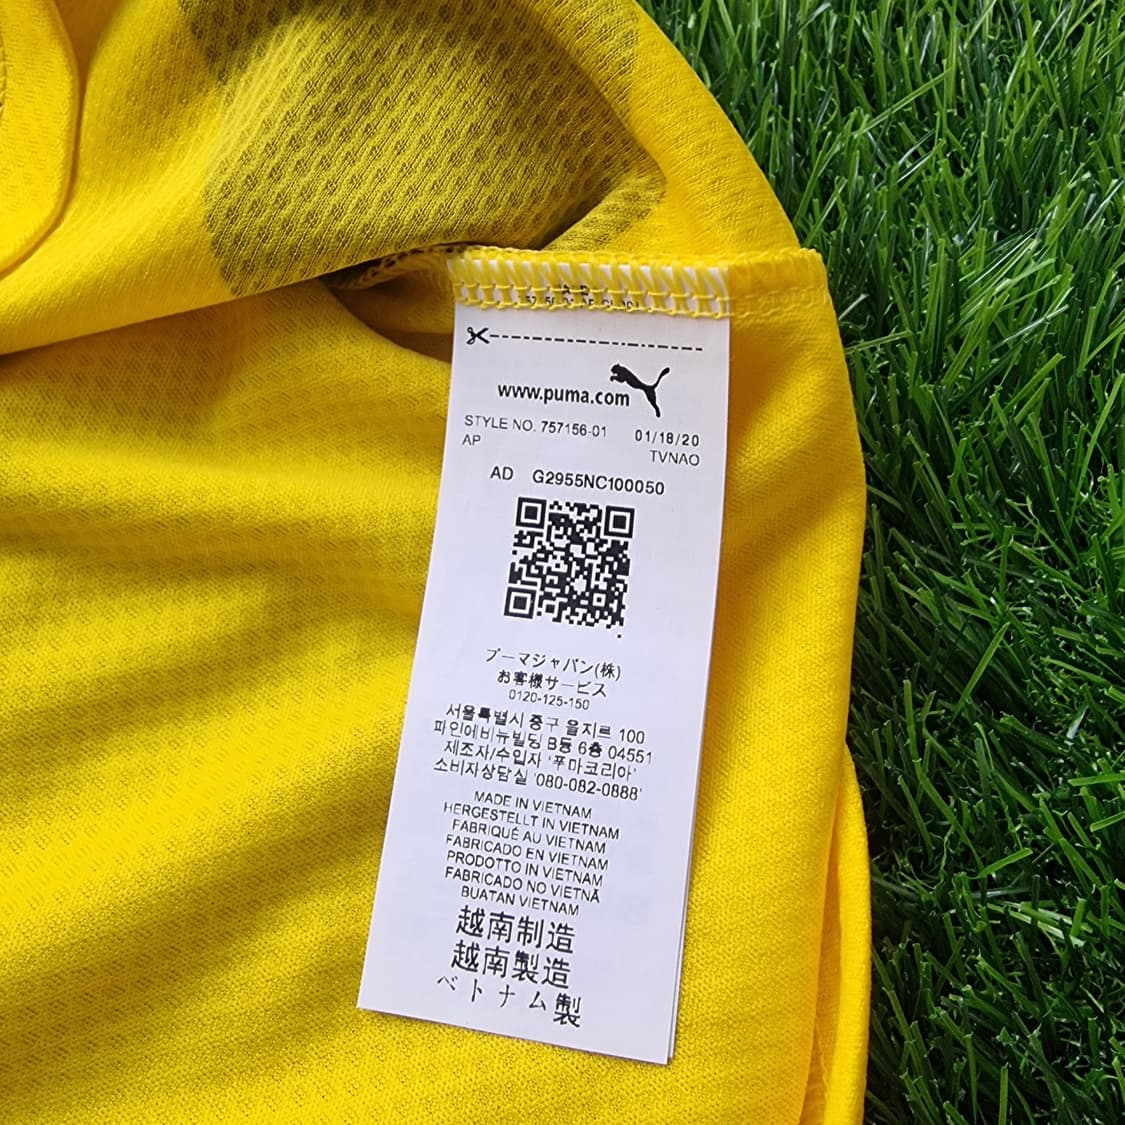 www.puma.com
STYLE NO. 757156-01 01/18/20
AP TVNAO
AD G2955NC100050
プーマジャパン(株)
お客様サービス
0120-125-150
서울특별시 중구 을지르 100
파인에비뉴빌딩 B동 6층 04551
제조자/수입자 '푸마코리아'
소비자상담실 '080-082-0888'
MADE IN VIETNAM
HERGESTELLT IN VIETNAM
FABRIQUÉ AU VIETNAM
FABRICADO EN VIETNAM
PRODOTTO IN VIETNAM
FABRICADO NO VIETNÃ
BUATAN VIETNAM
越南制造
越南製造
ベトナム製